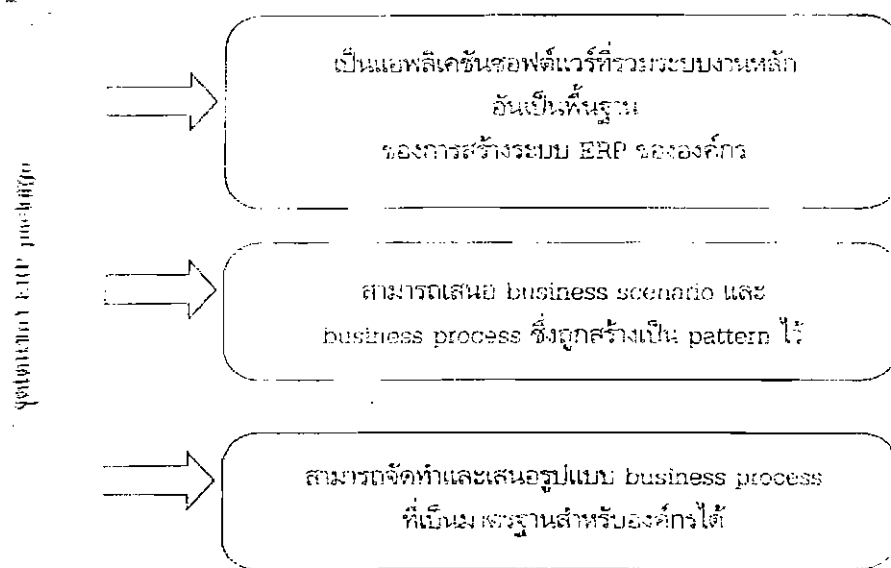 จุดเด่นของ ERP package
เป็นแอพลิเคชันซอฟต์แวร์ที่รวมระบบงานหลัก
อันเป็นพื้นฐาน
ของการสร้างระบบ ERP ขององค์กร
สามารถเสนอ business scenario และ
business process ซึ่งถูกสร้างเป็น pattern ไว้
สามารถจัดทำและเสนอรูปแบบ business process
ที่เป็นมาตรฐานสำหรับองค์กรได้